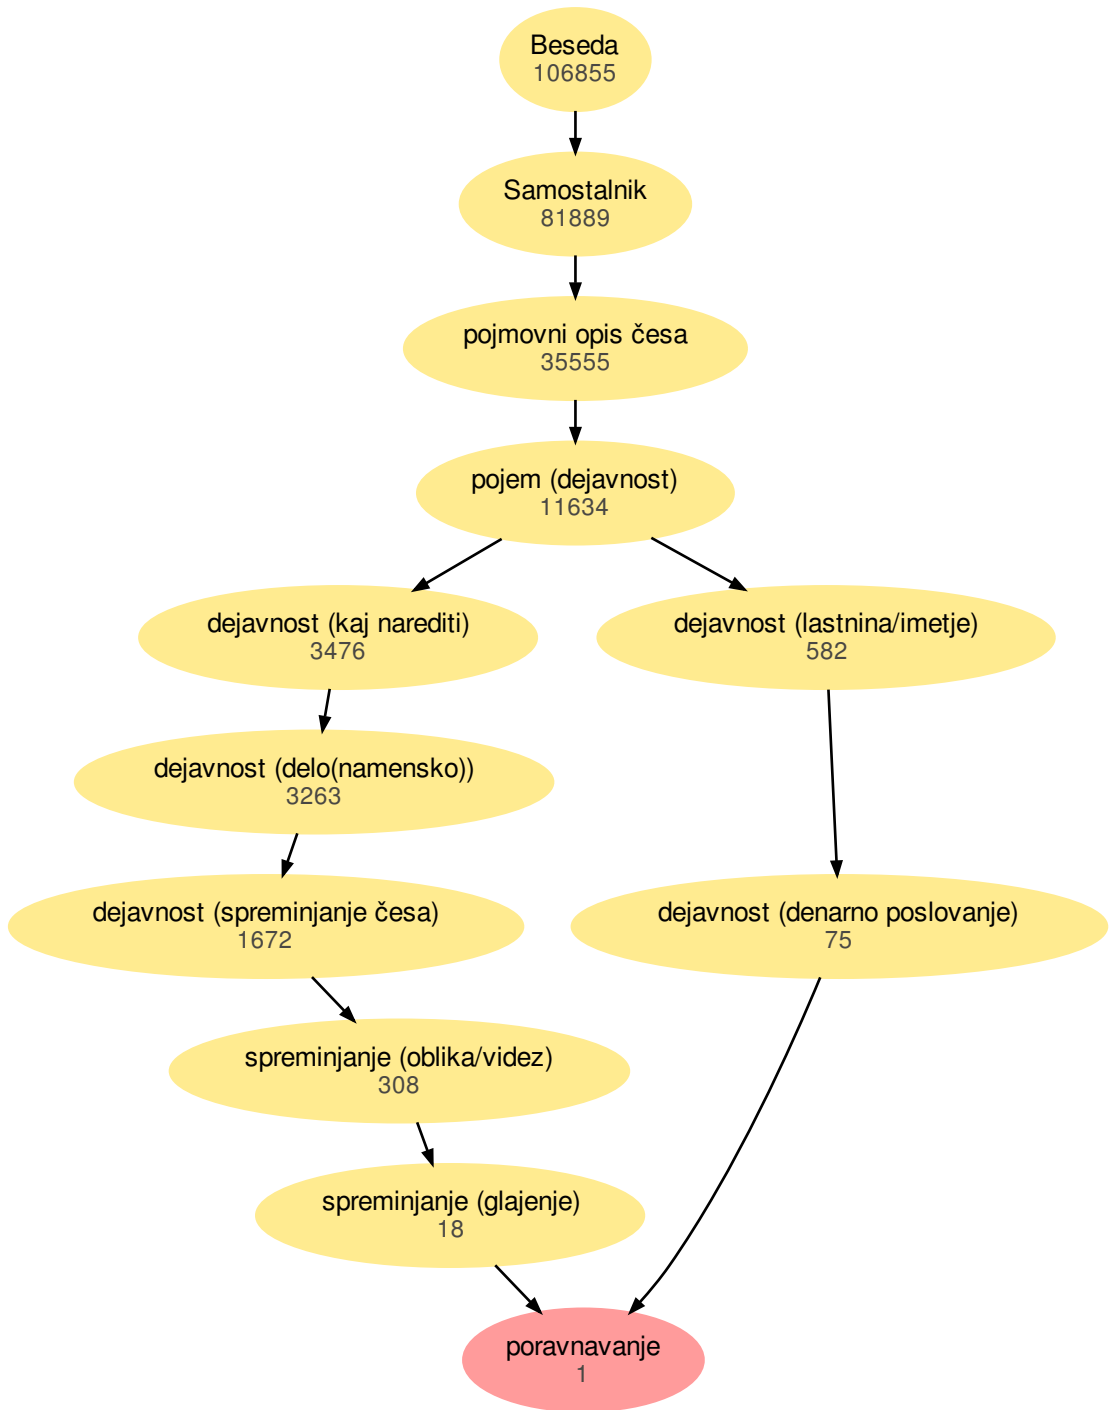 Beseda
106855
Samostalnik
81889
pojmovni opis česa
35555
pojem (dejavnost)
11634
dejavnost (kaj narediti)
3476
dejavnost (lastnina/imetje)
582
dejavnost (delo(namensko))
3263
dejavnost (spreminjanje česa)
1672
dejavnost (denarno poslovanje)
75
spreminjanje (oblika/videz)
308
spreminjanje (glajenje)
18
poravnavanje
1